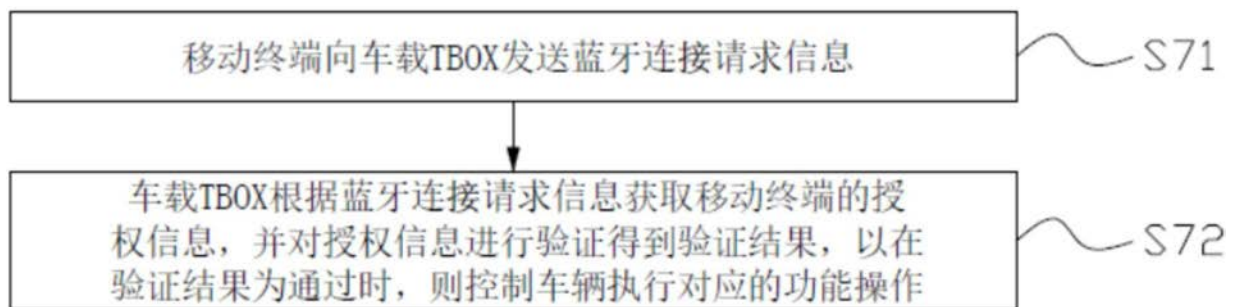 移动终端向车载TBOX发送蓝牙连接请求信息
S71
车载TBOX根据蓝牙连接请求信息获取移动终端的授
权信息，并对授权信息进行验证得到验证结果，以在
验证结果为通过时，则控制车辆执行对应的功能操作
S72